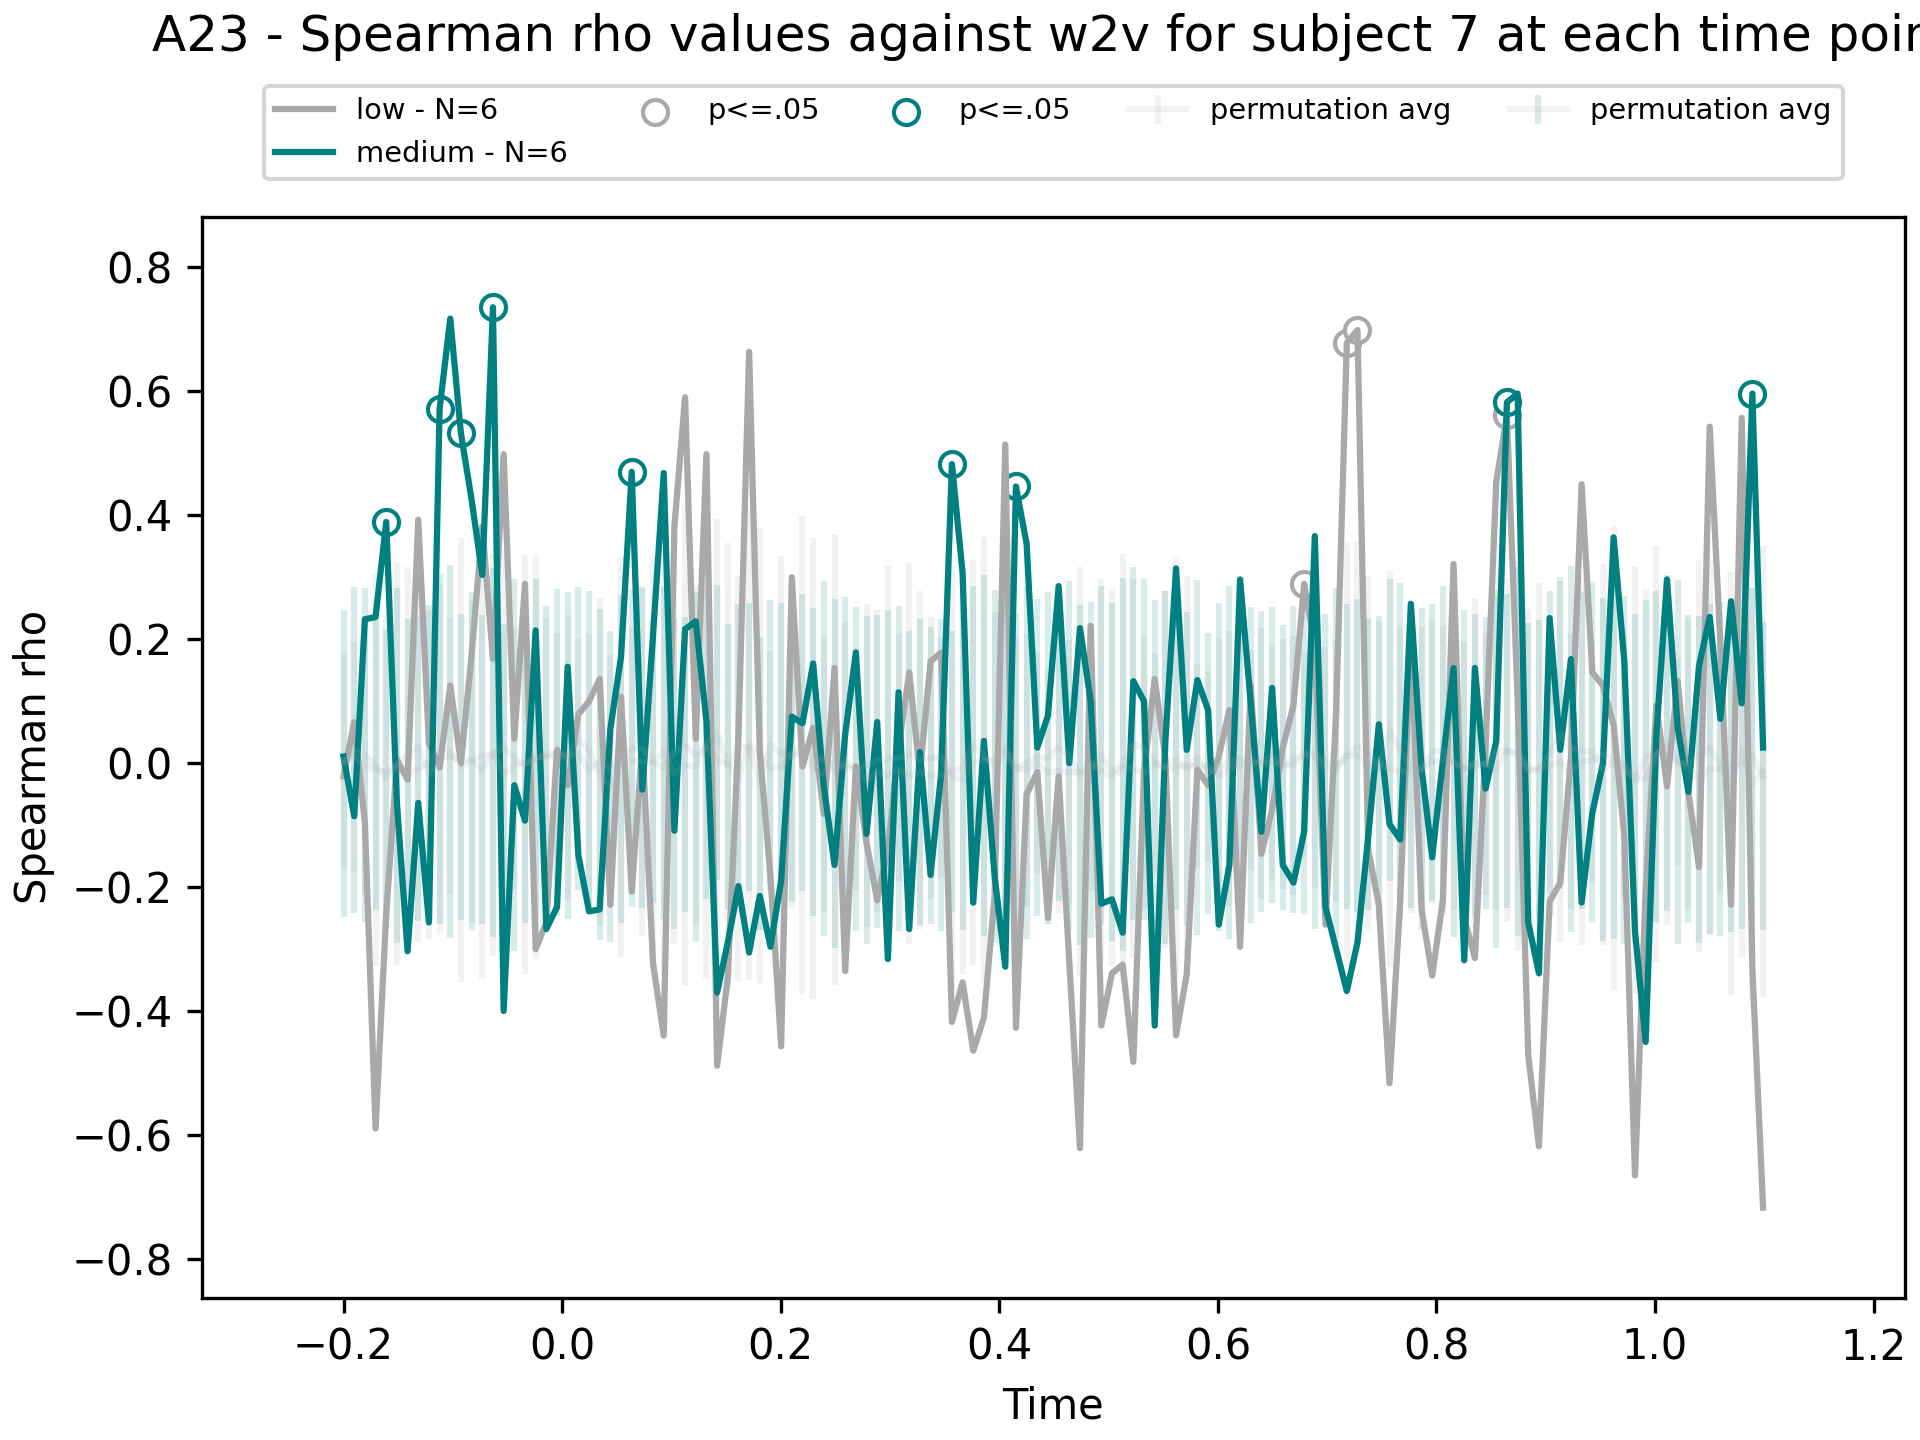 A23 - Spearman rho values against w2v for subject 7 at each time poin
low - N=6
p<=.05
p<=.05
permutation avg
permutation avg
medium - N=6
0.8
0.6
0.4
0.2
0.0
−0.2
−0.4
−0.6
−0.8
Spearman rho
−0.2
0.0
0.2
0.4
0.6
0.8
1.0
1.2
Time